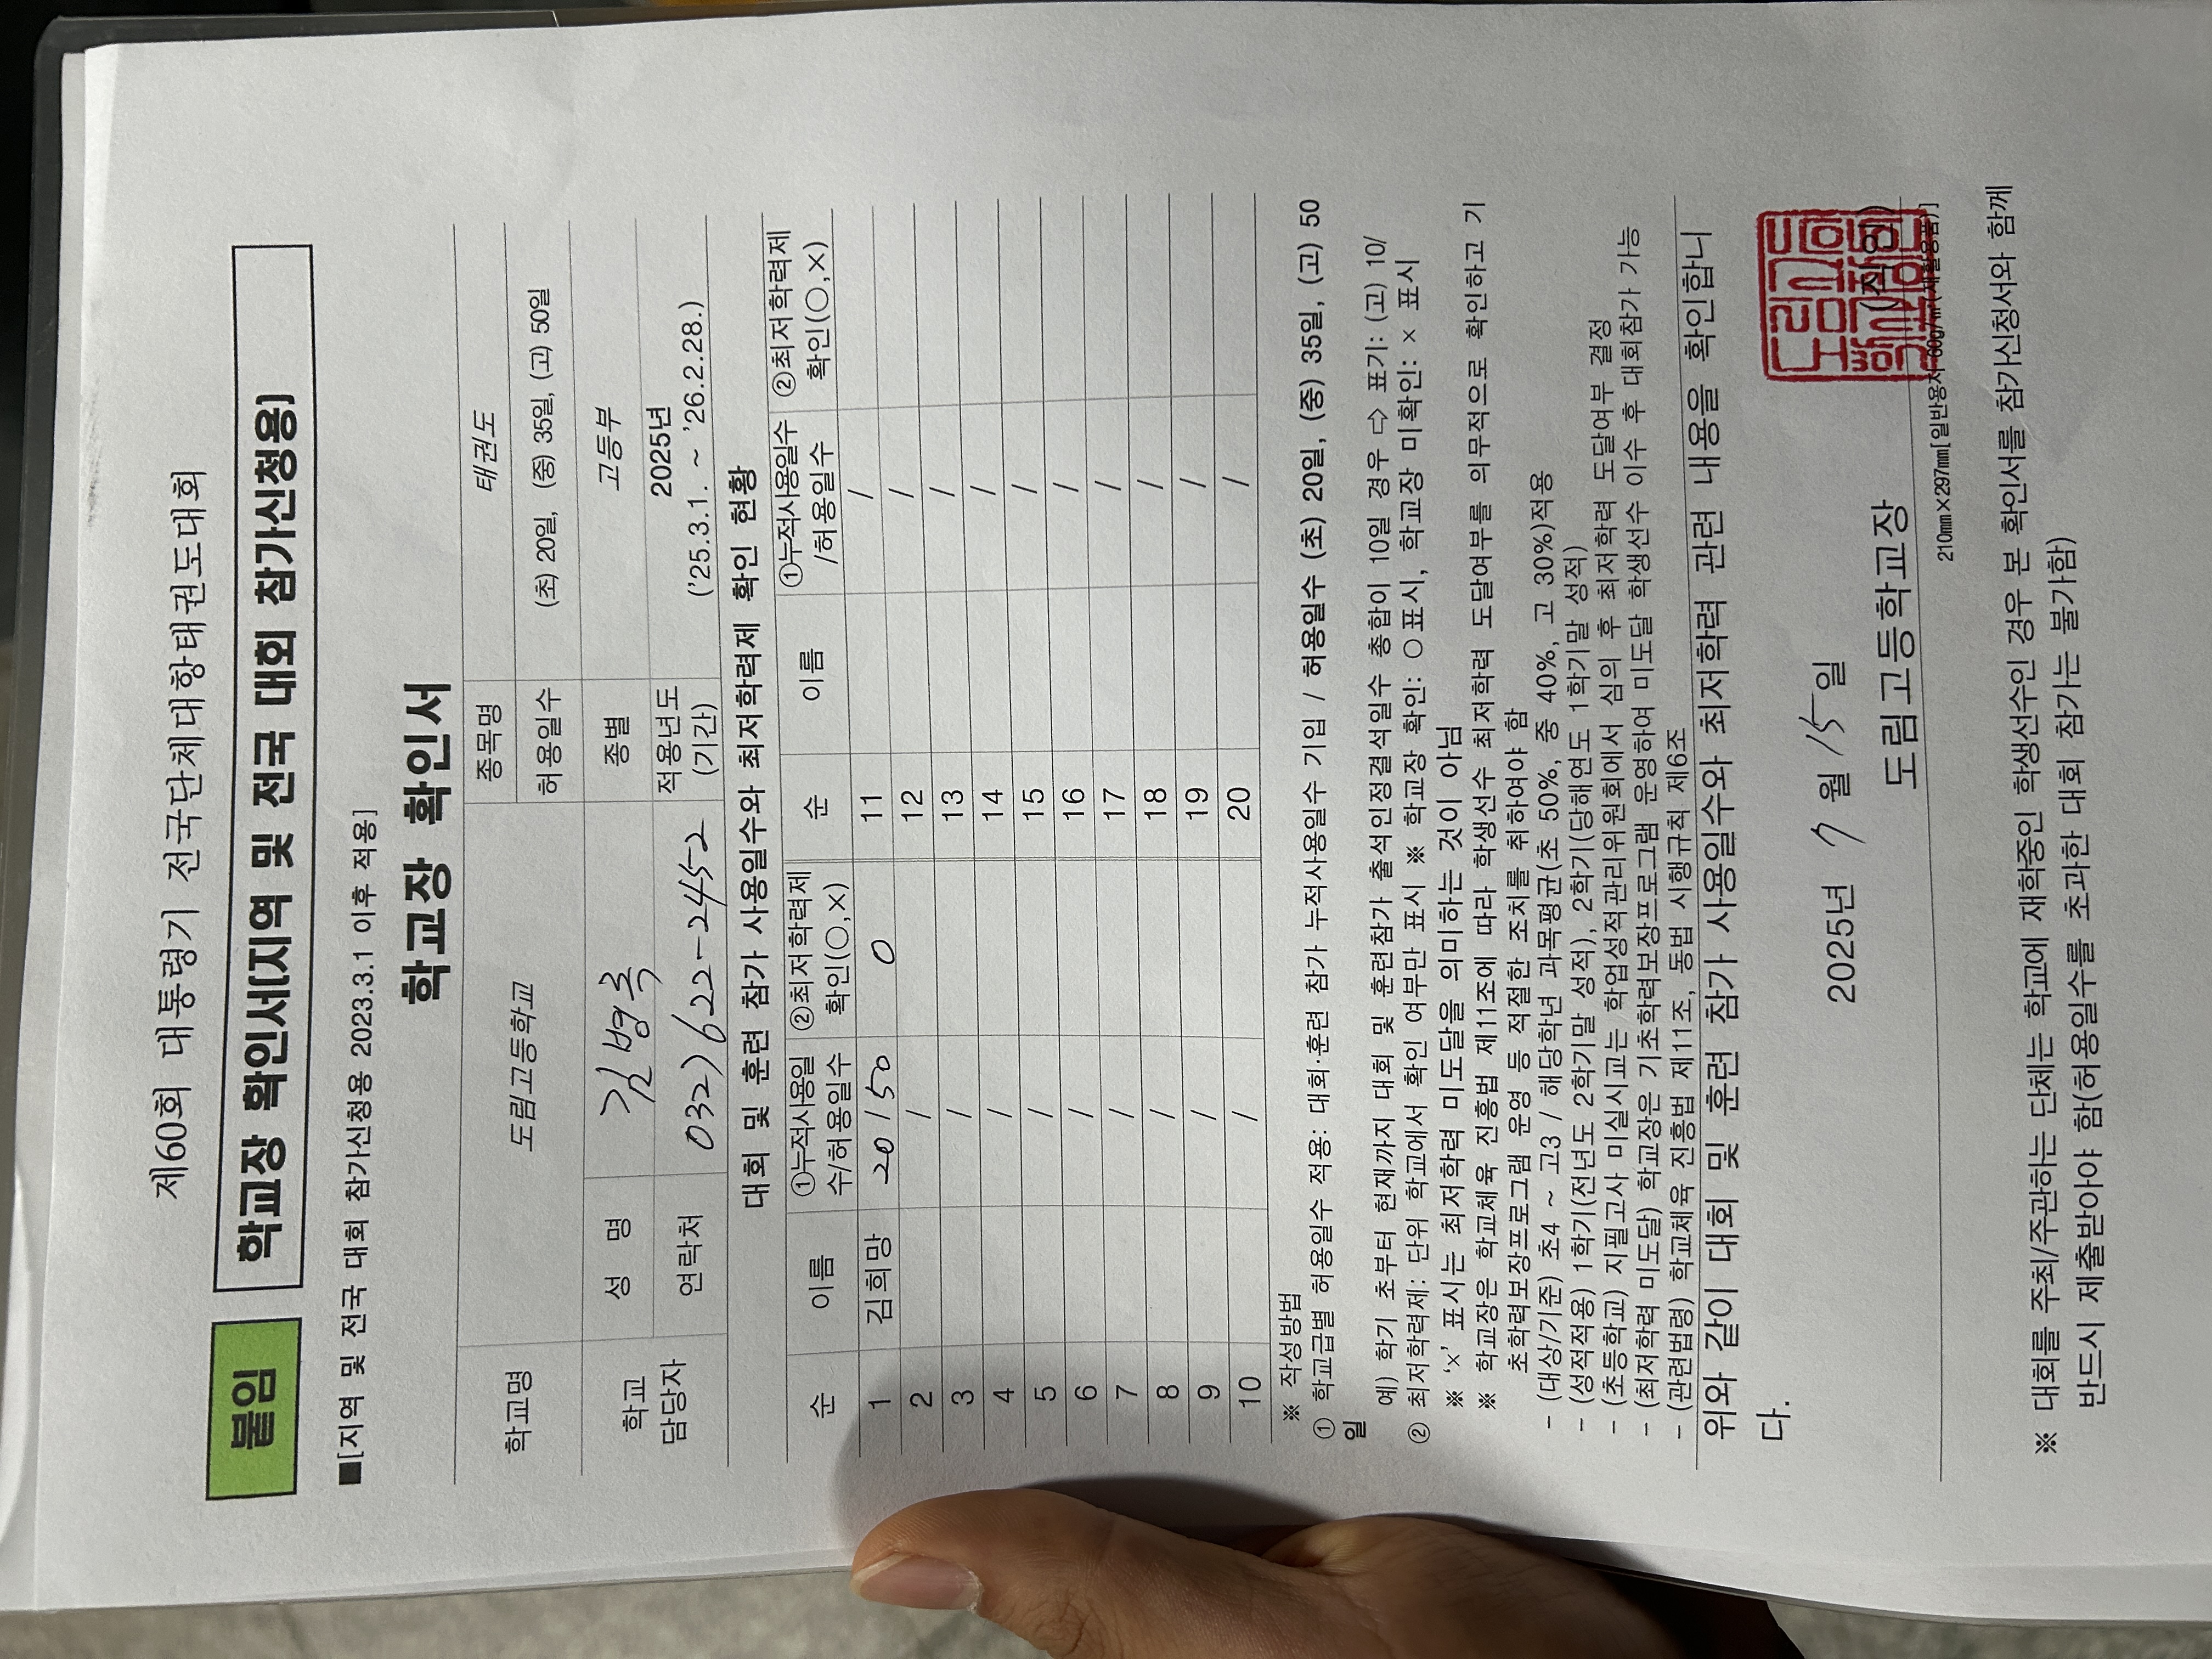 제60회 대통령기 전국단체대항태권도대회
붙임 학교장 확인서[지역 및 전국 대회 참가신청용]
■[지역 및 전국 대회 참가신청용 2023.3.1 이후 적용]
학교장 확인서
학교명 도림고등학교 종목명 태권도
허용일수 (초) 20일, (중) 35일, (고) 50일
학교 담당자 성 명 김병록 종별 고등부
연락처 032)622-2452 적용년도 (기간) 2025년 ('25.3.1. ~ '26.2.28.)
대회 및 훈련 참가 사용일수와 최저학력제 확인 현황
순 이름 ①누적사용일수/허용일수 ②최저학력제 확인(○,×) 순 이름 ①누적사용일수/허용일수 ②최저학력제 확인(○,×)
1 김희망 20/50 O 11 /
2 / 12 /
3 / 13 /
4 / 14 /
5 / 15 /
6 / 16 /
7 / 17 /
8 / 18 /
9 / 19 /
10 / 20 /
※ 작성방법
① 학교급별 허용일수 적용: 대회·훈련 참가 누적사용일수 기입 / 허용일수 (초) 20일, (중) 35일, (고) 50
일
예) 학기 초부터 현재까지 대회 및 훈련참가 출석인정결석일수 총합이 10일 경우 ⇨ 표기: (고) 10/
② 최저학력제: 단위 학교에서 확인 여부만 표시 ※ 학교장 확인: ○ 표시, 학교장 미확인: × 표시
※ '×' 표시는 최저학력 미도달을 의미하는 것이 아님
※ 학교장은 학교체육 진흥법 제11조에 따라 학생선수 최저학력 도달여부를 의무적으로 확인하고 기
초학력보장프로그램 운영 등 적절한 조치를 취하여야 함
- (대상/기준) 초4 ~ 고3 / 해당학년 과목평균(초 50%, 중 40%, 고 30%)적용
- (성적적용) 1학기(전년도 2학기말 성적), 2학기(당해연도 1학기말 성적)
- (초등학교) 지필고사 미실시교는 학업성적관리위원회에서 심의 후 최저학력 도달여부 결정
- (최저학력 미도달) 학교장은 기초학력보장프로그램 운영하여 미도달 학생선수 이수 후 대회참가 가능
- (관련법령) 학교체육 진흥법 제11조, 동법 시행규칙 제6조
위와 같이 대회 및 훈련 참가 사용일수와 최저학력 관련 내용을 확인합니
다.
2025년 7월 15일
도림고등학교장 (직인)
210㎜×297㎜[일반용지 60g/㎡(재활용품)]
※ 대회를 주최/주관하는 단체는 학교에 재학중인 학생선수인 경우 본 확인서를 참가신청서와 함께
반드시 제출받아야 함(허용일수를 초과한 대회 참가는 불가함)